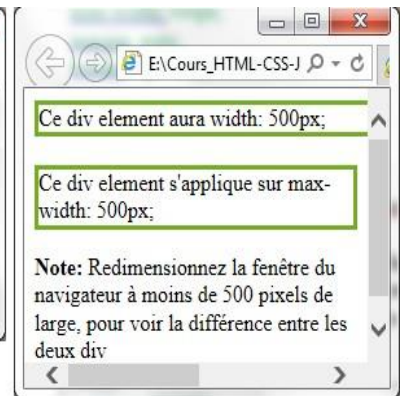 E:\Cours_HTML-CSS-J
Ce div element aura width: 500px;
Ce div element s'applique sur max-
width: 500px;
Note: Redimensionnez la fenêtre du
navigateur à moins de 500 pixels de
large, pour voir la différence entre les
deux div